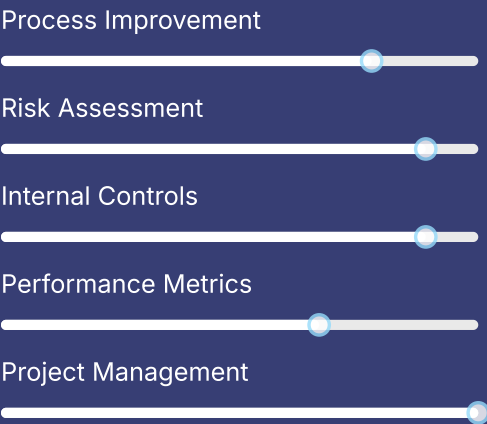 Process Improvement
Risk Assessment
Internal Controls
Performance Metrics
Project Management